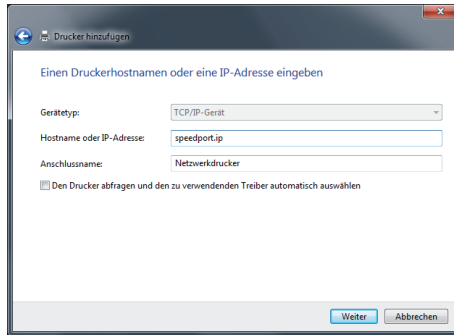 Drucker hinzufügen
Einen Druckerhostnamen oder eine IP-Adresse eingeben
Gerätetyp: TCP/IP-Gerät
Hostname oder IP-Adresse: speedport.ip
Anschlussname: Netzwerkdrucker
Den Drucker abfragen und den zu verwendenden Treiber automatisch auswählen
Weiter Abbrechen